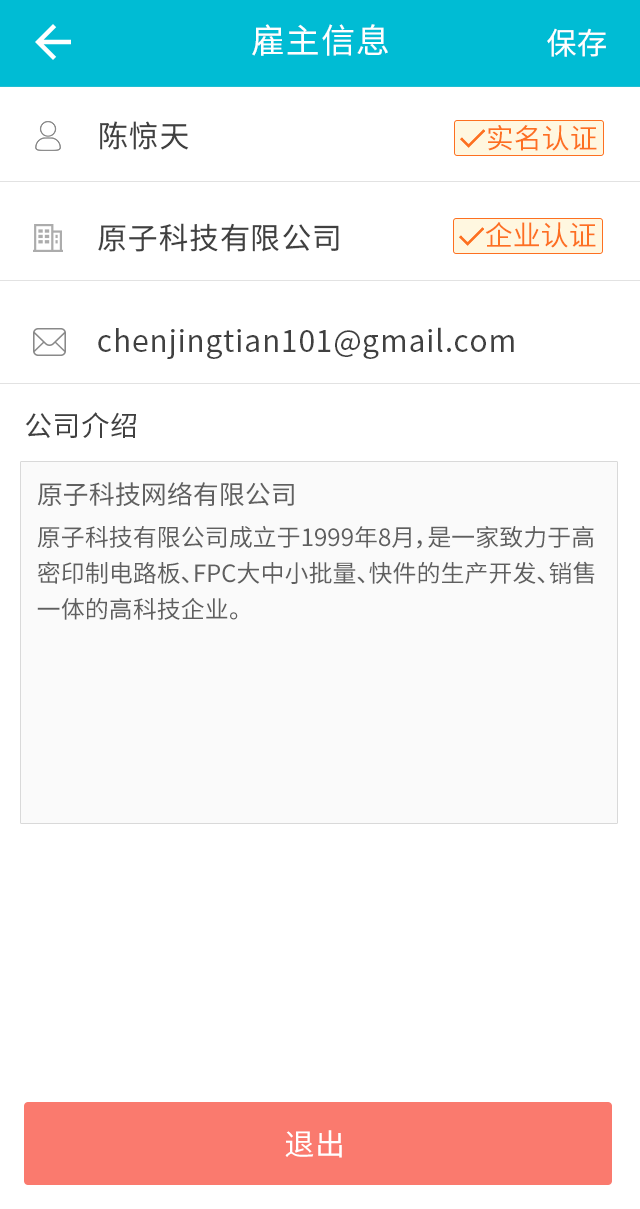 雇主信息
保存
陈惊天
实名认证
原子科技有限公司
企业认证
chenjingtian101@gmail.com
公司介绍
原子科技网络有限公司
原子科技有限公司成立于1999年8月，是一家致力于高
密印制电路板、FPC大中小批量、快件的生产开发、销售
一体的高科技企业。
退出